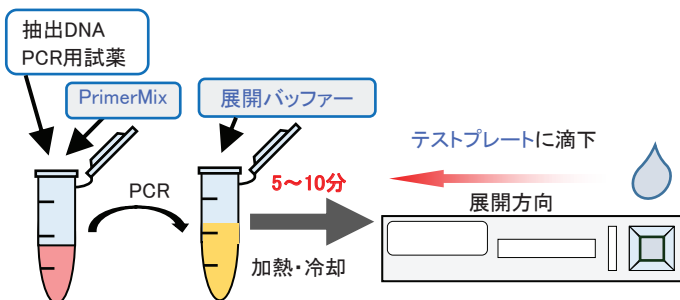 抽出DNA
PCR用試薬
PrimerMix
展開バッファー
テストプレートに滴下
PCR
5～10分
展開方向
加熱・冷却